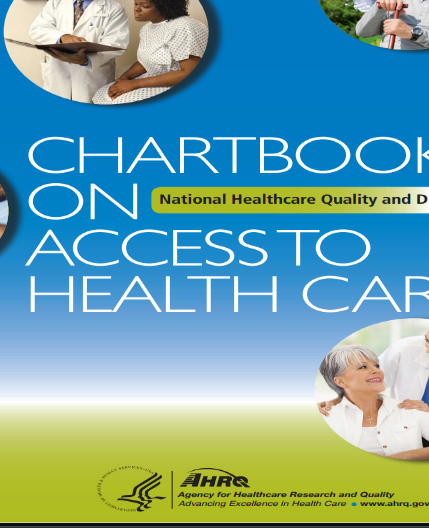 CHARTBOOK
ON
National Healthcare Quality and D
ACCESS TO
HEALTH CAR
AHRQ
Agency for Healthcare Research and Quality
Advancing Excellence in Health Care • www.ahrq.gov